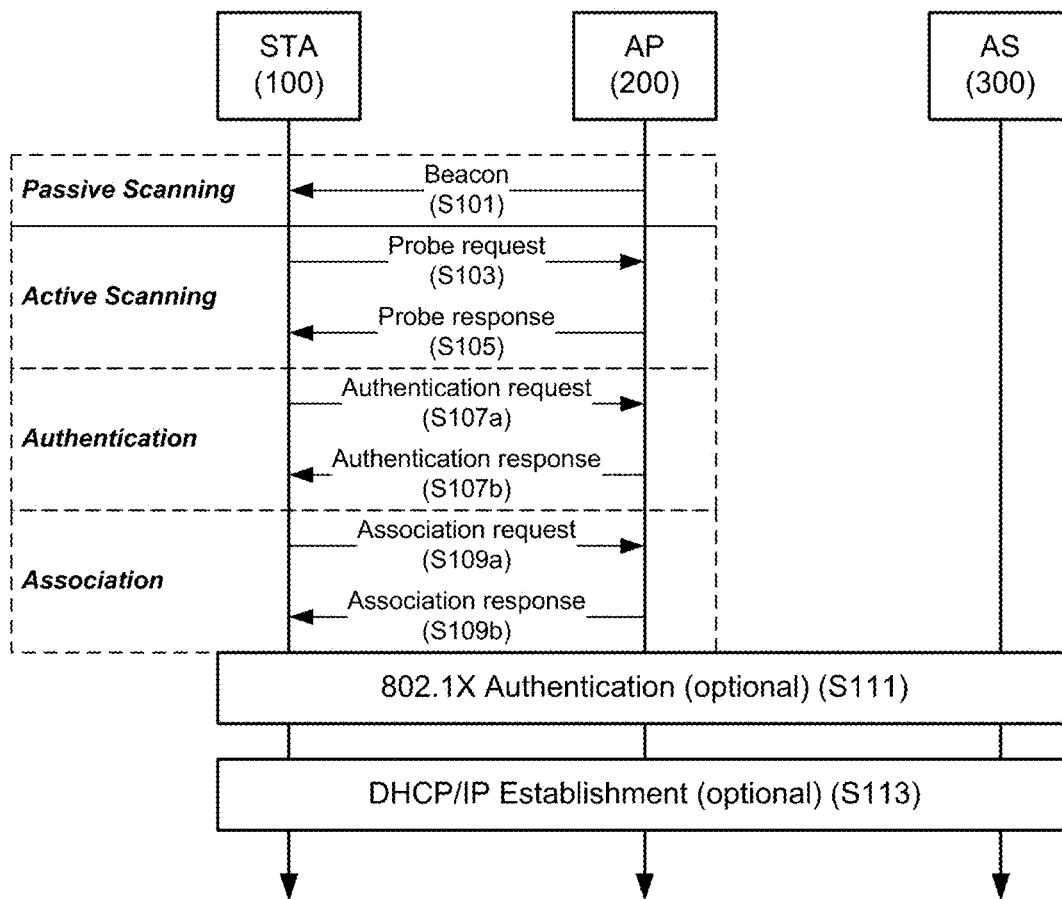 STA
(100)
AP
(200)
AS
(300)
Passive Scanning
Beacon
(S101)
Active Scanning
Probe request
(S103)
Probe response
(S105)
Authentication
Authentication request
(S107a)
Authentication response
(S107b)
Association
Association request
(S109a)
Association response
(S109b)
802.1X Authentication (optional) (S111)
DHCP/IP Establishment (optional) (S113)